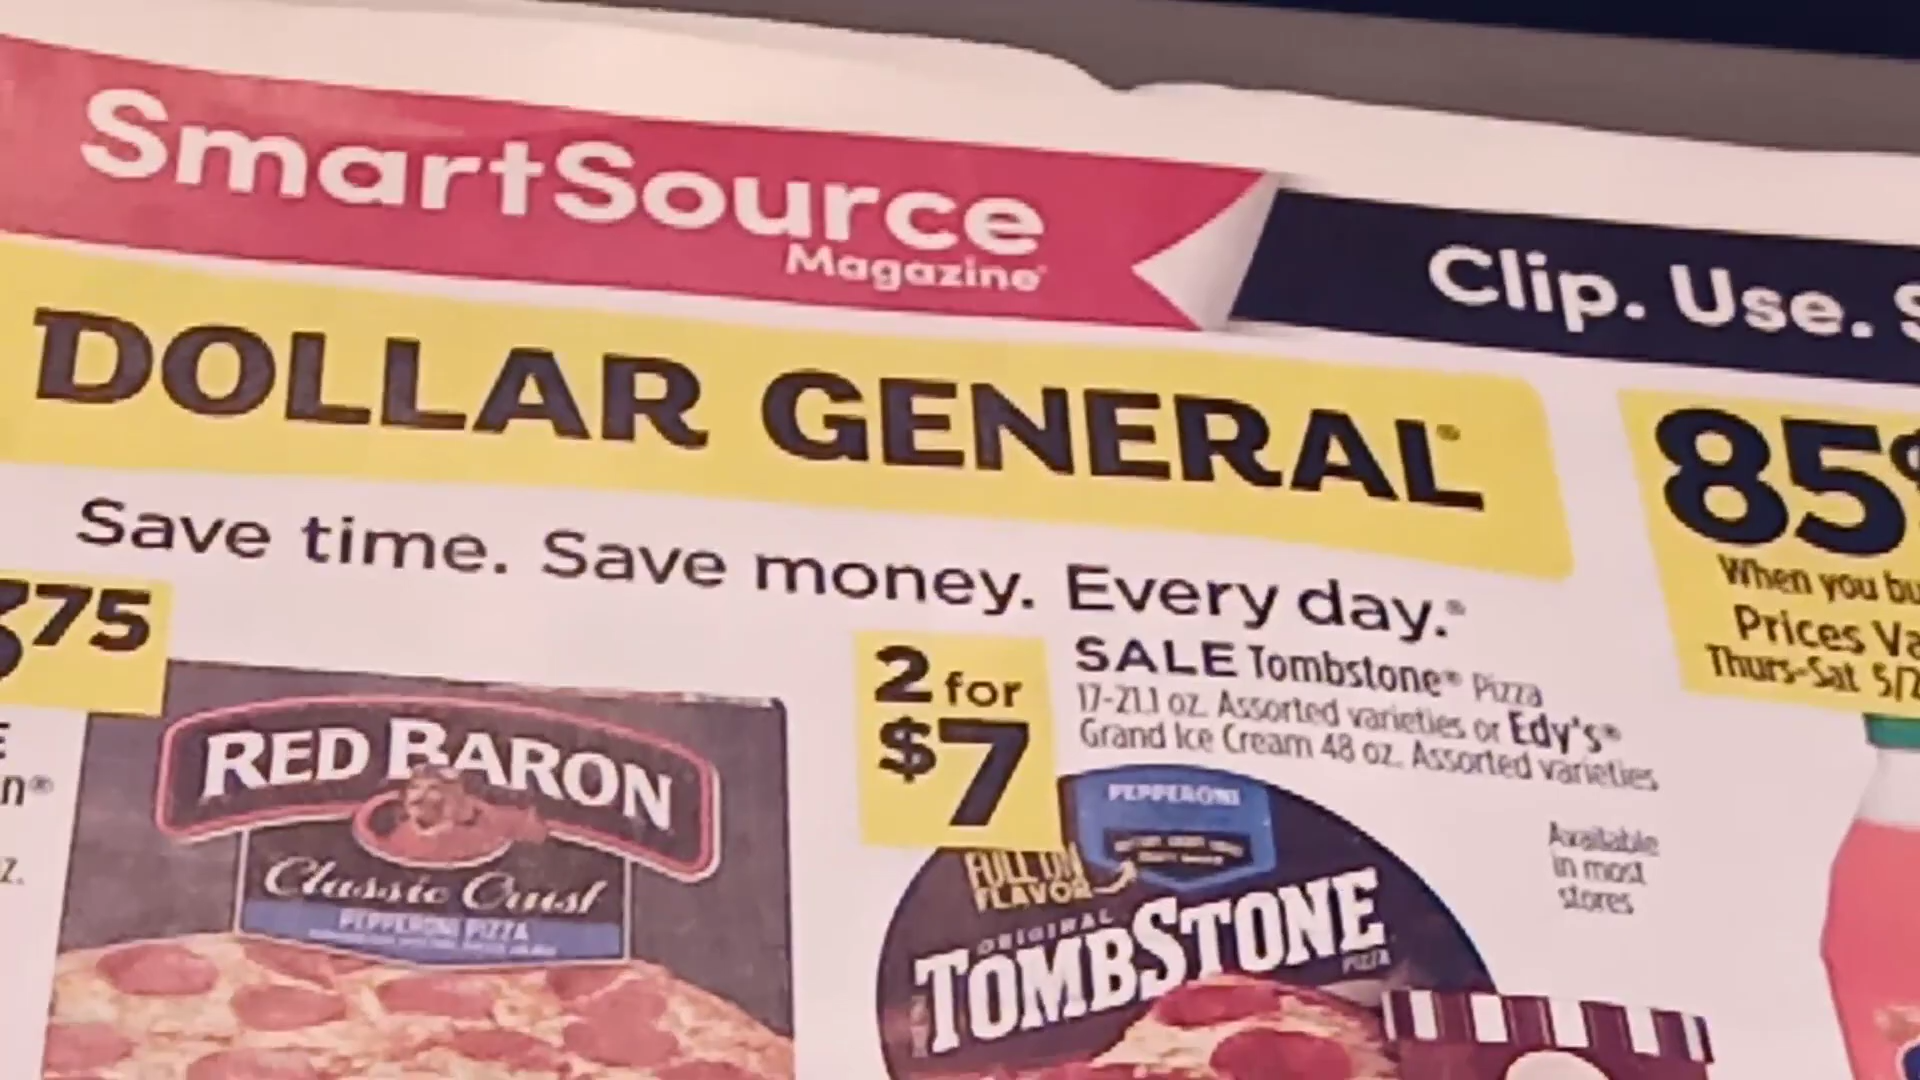 SmartSource
Magazine
Clip. Use.
DOLLAR GENERAL®
Save time. Save money. Every day.®
85¢
When you bu
Prices Va
Thurs-Sat 5/2
75
2 for
$7
SALE Tombstone® Pizza
17-21.1 oz. Assorted varieties or Edy's®
Grand Ice Cream 48 oz. Assorted varieties
Available
in most
stores
n®
z.
RED BARON
Classic Crust
PEPPERONI PIZZA
PEPPERONI
FULL ON
FLAVOR
ORIGINAL
TOMBSTONE
PIZZA